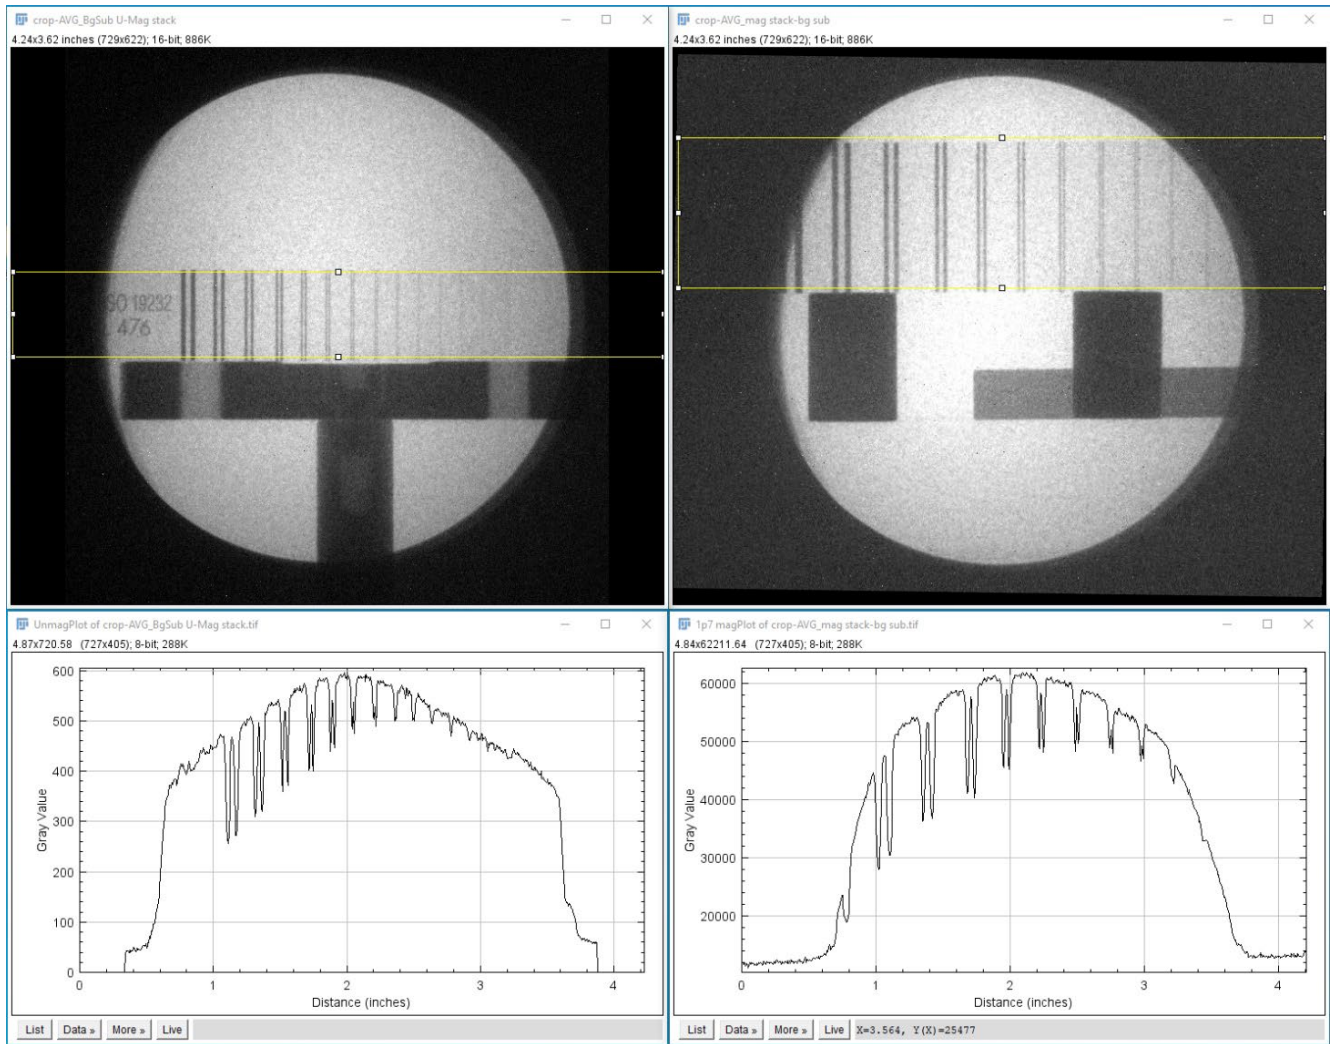 crop-AVG_BgSub U-Mag stack
4.24x3.62 inches (729x622); 16-bit; 886K
SO 19232
476
crop-AVG_mag stack-bg sub
4.24x3.62 inches (729x622); 16-bit; 886K
UnmagPlot of crop-AVG_BgSub U-Mag stack.tif
4.87x720.58 (727x405); 8-bit; 288K
600
500
400
300
200
100
0
Gray Value
0 1 2 3 4
Distance (inches)
List Data » More » Live
1p7 magPlot of crop-AVG_mag stack-bg sub.tif
4.84x62211.64 (727x405); 8-bit; 288K
60000
50000
40000
30000
20000
Gray Value
0 1 2 3 4
Distance (inches)
List Data » More » Live X=3.564, Y(X)=25477